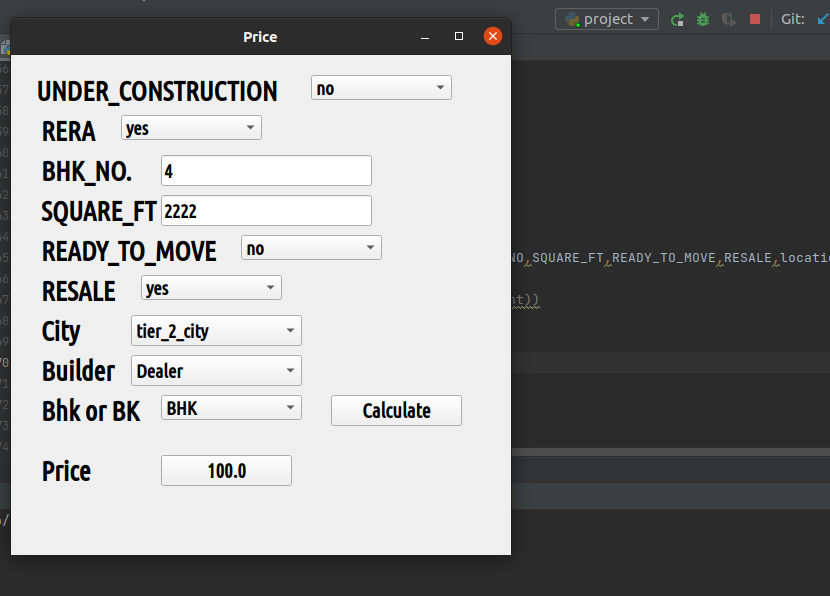 project
Git:
Price
UNDER_CONSTRUCTION no
RERA yes
BHK_NO. 4
SQUARE_FT 2222
READY_TO_MOVE no
NO,SQUARE_FT,READY_TO_MOVE,RESALE,locatio
RESALE yes
nt))
City tier_2_city
Builder Dealer
Bhk or BK BHK Calculate
Price 100.0